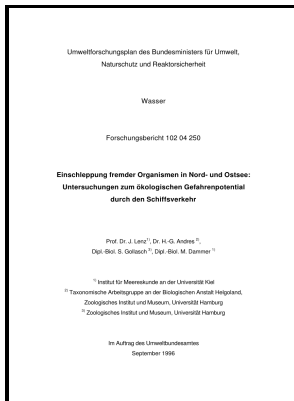 Umweltforschungsplan des Bundesministers für Umwelt,
Naturschutz und Reaktorsicherheit
Wasser
Forschungsbericht 102 04 250
Einschleppung fremder Organismen in Nord- und Ostsee:
Untersuchungen zum ökologischen Gefahrenpotential
durch den Schiffsverkehr
Prof. Dr. J. Lenz 1), Dr. H.-G. Andres 2),
Dipl.-Biol. S. Gollasch 3), Dipl.-Biol. M. Dammer 1)
1) Institut für Meereskunde an der Universität Kiel
2) Taxonomische Arbeitsgruppe an der Biologischen Anstalt Helgoland,
Zoologisches Institut und Museum, Universität Hamburg
3) Zoologisches Institut und Museum, Universität Hamburg
Im Auftrag des Umweltbundesamtes
September 1996